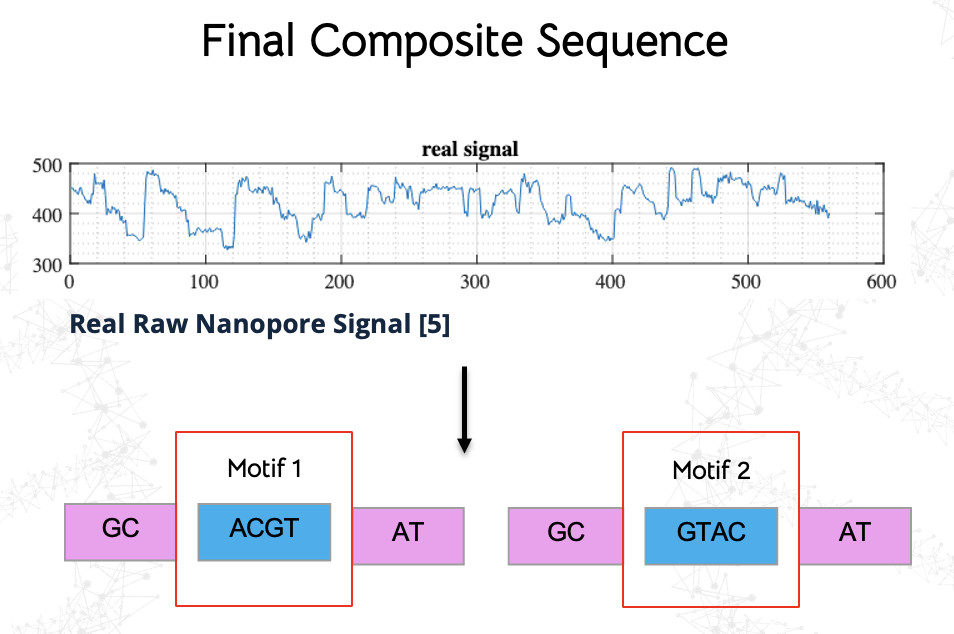 Final Composite Sequence
real signal
500
400
300
0 100 200 300 400 500 600
Real Raw Nanopore Signal [5]
Motif 1
Motif 2
GC ACGT AT GC GTAC AT